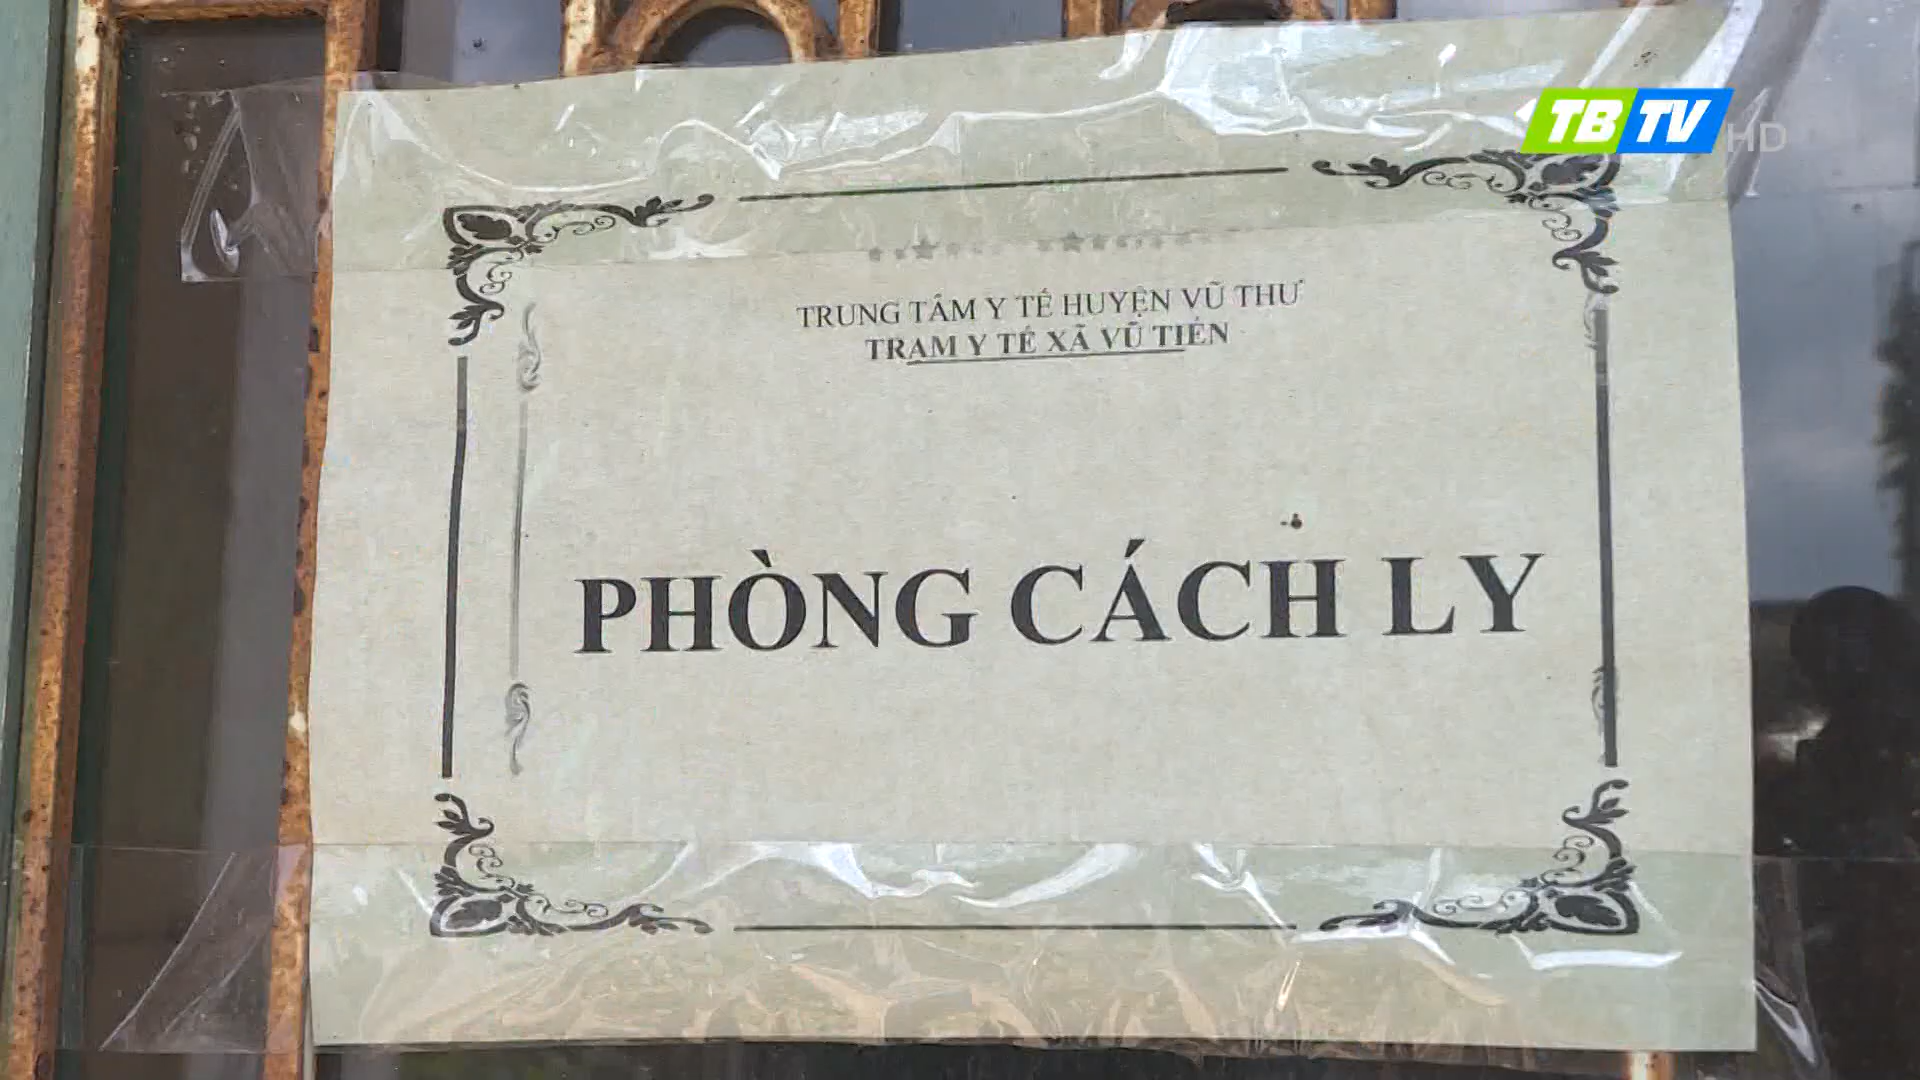 TBTV HD
TRUNG TÂM Y TẾ HUYỆN VŨ THƯ
TRẠM Y TẾ XÃ VŨ TIẾN
PHÒNG CÁCH LY